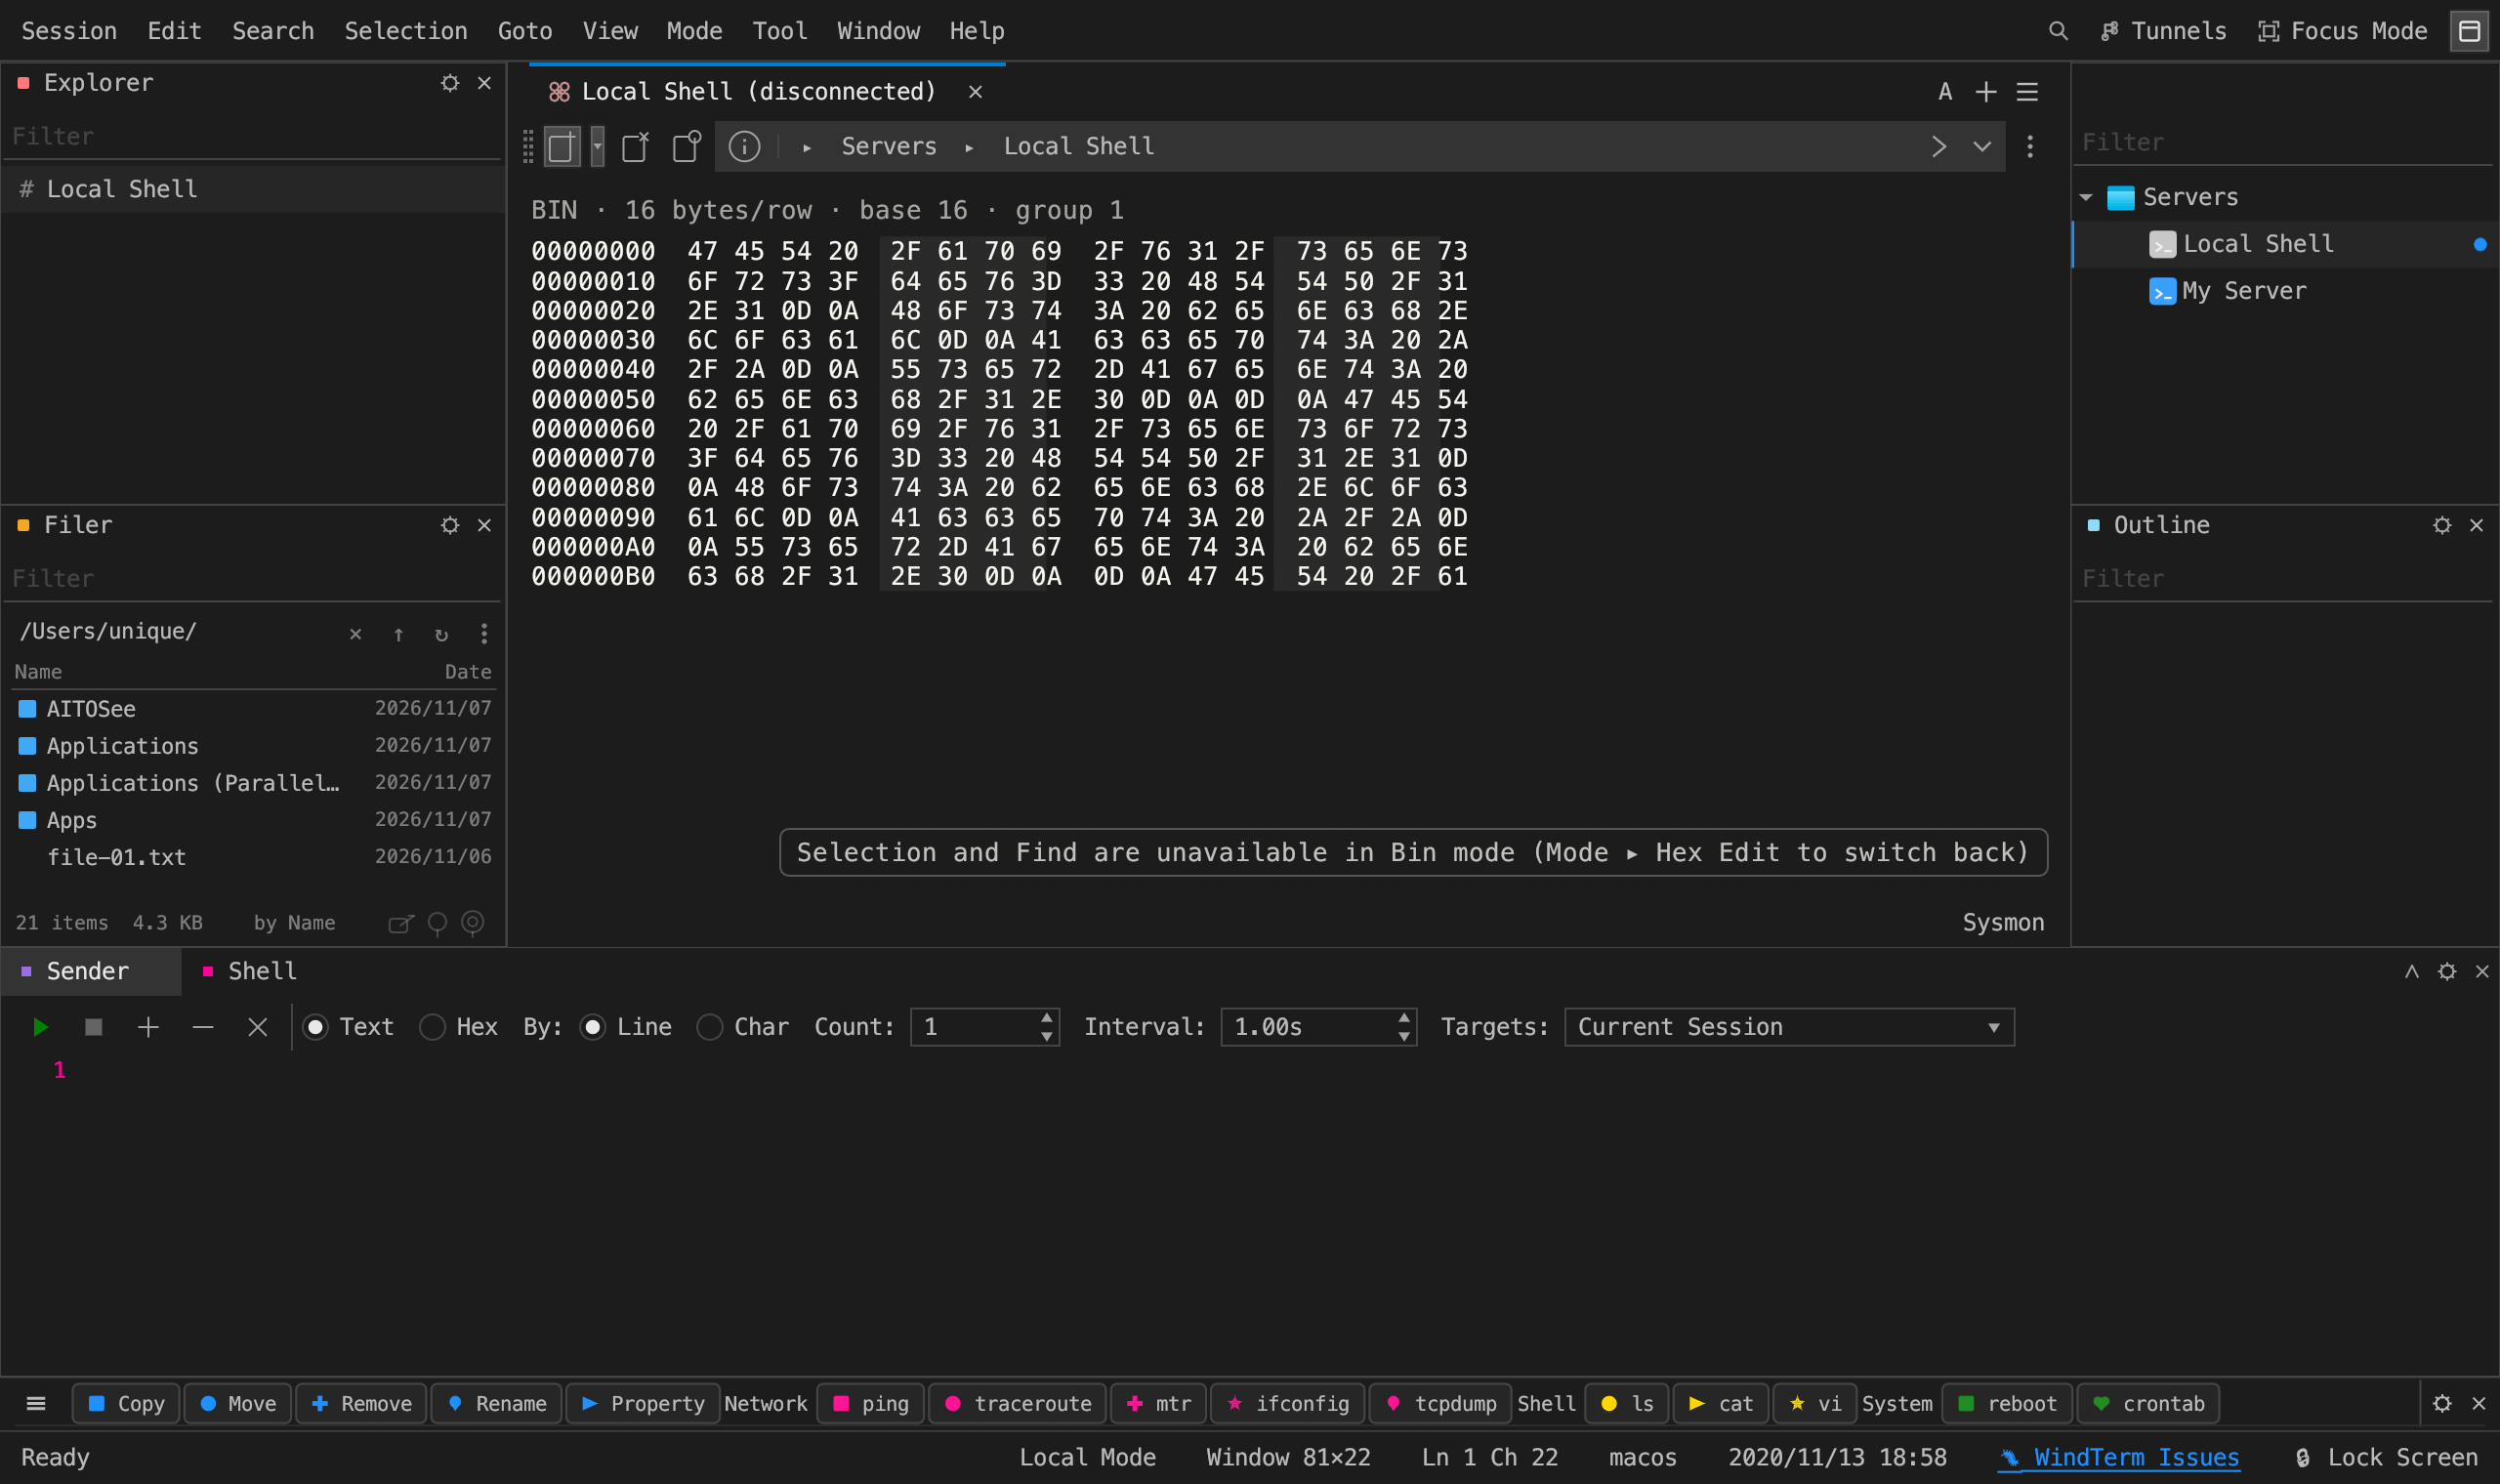 Session Edit Search Selection Goto View Mode Tool Window Help Tunnels Focus Mode
Explorer
Filter
# Local Shell
Local Shell (disconnected)
A
Servers ▸ Local Shell
BIN · 16 bytes/row · base 16 · group 1
00000000 47 45 54 20 2F 61 70 69 2F 76 31 2F 73 65 6E 73
00000010 6F 72 73 3F 64 65 76 3D 33 20 48 54 54 50 2F 31
00000020 2E 31 0D 0A 48 6F 73 74 3A 20 62 65 6E 63 68 2E
00000030 6C 6F 63 61 6C 0D 0A 41 63 63 65 70 74 3A 20 2A
00000040 2F 2A 0D 0A 55 73 65 72 2D 41 67 65 6E 74 3A 20
00000050 62 65 6E 63 68 2F 31 2E 30 0D 0A 0D 0A 47 45 54
00000060 20 2F 61 70 69 2F 76 31 2F 73 65 6E 73 6F 72 73
00000070 3F 64 65 76 3D 33 20 48 54 54 50 2F 31 2E 31 0D
00000080 0A 48 6F 73 74 3A 20 62 65 6E 63 68 2E 6C 6F 63
00000090 61 6C 0D 0A 41 63 63 65 70 74 3A 20 2A 2F 2A 0D
000000A0 0A 55 73 65 72 2D 41 67 65 6E 74 3A 20 62 65 6E
000000B0 63 68 2F 31 2E 30 0D 0A 0D 0A 47 45 54 20 2F 61
Selection and Find are unavailable in Bin mode (Mode ▸ Hex Edit to switch back)
Sysmon
Filter
Servers
Local Shell
My Server
Filer
Filter
/Users/unique/
Name Date
AITOSee 2026/11/07
Applications 2026/11/07
Applications (Parallel… 2026/11/07
Apps 2026/11/07
file-01.txt 2026/11/06
21 items 4.3 KB by Name
Outline
Filter
Sender Shell
Text Hex By: Line Char Count: 1 Interval: 1.00s Targets: Current Session
1
Copy Move Remove Rename Property Network ping traceroute mtr ifconfig tcpdump Shell ls cat vi System reboot crontab
Ready Local Mode Window 81×22 Ln 1 Ch 22 macos 2020/11/13 18:58 WindTerm Issues Lock Screen